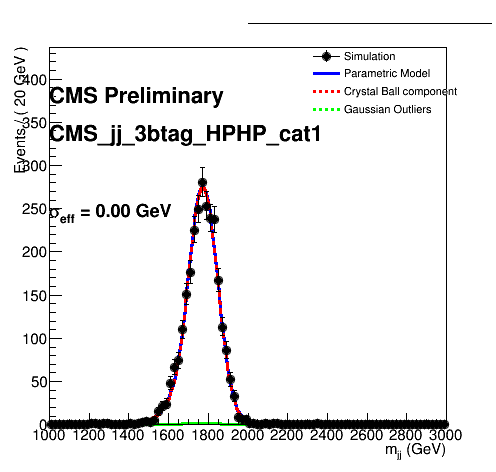 Simulation
Parametric Model
Crystal Ball component
Gaussian Outliers
CMS Preliminary
CMS_jj_3btag_HPHP_cat1
σeff = 0.00 GeV
Events / ( 20 GeV )
400
350
300
250
200
150
100
50
0
1000 1200 1400 1600 1800 2000 2200 2400 2600 2800 3000
mjj (GeV)